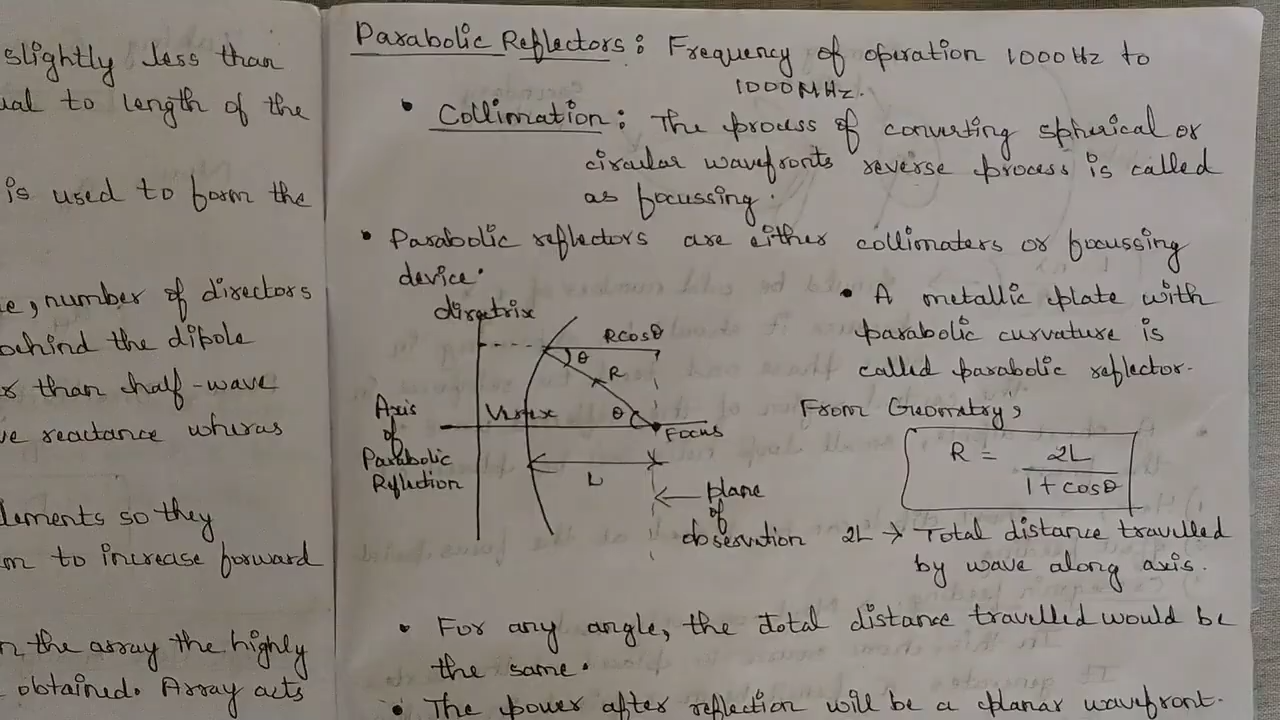 slightly less than
ual to length of the
is used to form the
e, number of directors
behind the dipole
r than half-wave
ve reactance wheras
lements so they
m to increase forward
n the array the highly
obtained. Array acts
Parabolic Reflectors: Frequency of operation 1000Hz to
1000MHz.
• Collimation: The process of converting spherical or
circular wavefronts reverse process is called
as focussing.
• Parabolic reflectors are either collimaters or focussing
device.
• A metallic plate with
parabolic curvature is
called parabolic reflector.
directrix
Rcosθ
θ
R
Axis
of
Parabolic
Reflection
Vertex
θ
Focus
L
plane
of
observation
From Geometry,
R = 2L / 1+cosθ
2L → Total distance travelled
by wave along axis.
• For any angle, the total distance travelled would be
the same.
• The power after reflection will be a planar wavefront.